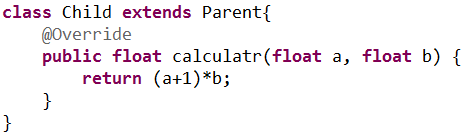 class Child extends Parent{
    @Override
    public float calculatr(float a, float b) {
        return (a+1)*b;
    }
}